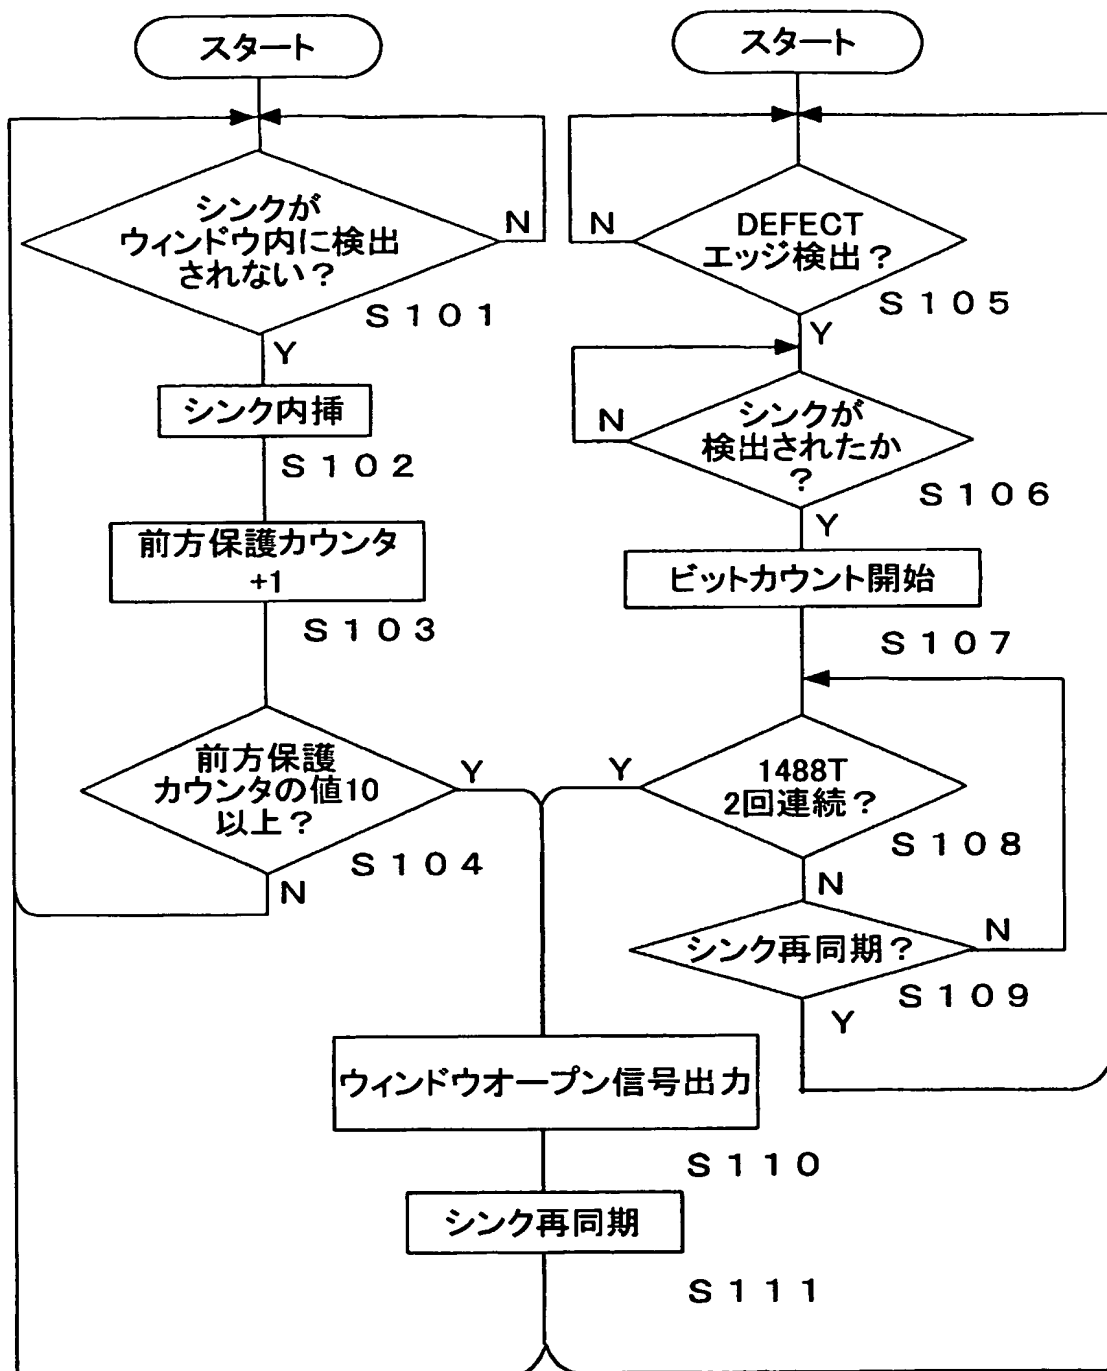 スタート
シンクが
ウィンドウ内に検出
されない？
N
S101
Y
シンク内挿
S102
前方保護カウンタ
+1
S103
前方保護
カウンタの値10
以上？
Y
S104
N
スタート
DEFECT
エッジ検出？
N
S105
Y
シンクが
検出されたか
？
N
S106
Y
ビットカウント開始
S107
1488T
2回連続？
Y
S108
N
シンク再同期？
N
S109
Y
ウィンドウオープン信号出力
S110
シンク再同期
S111